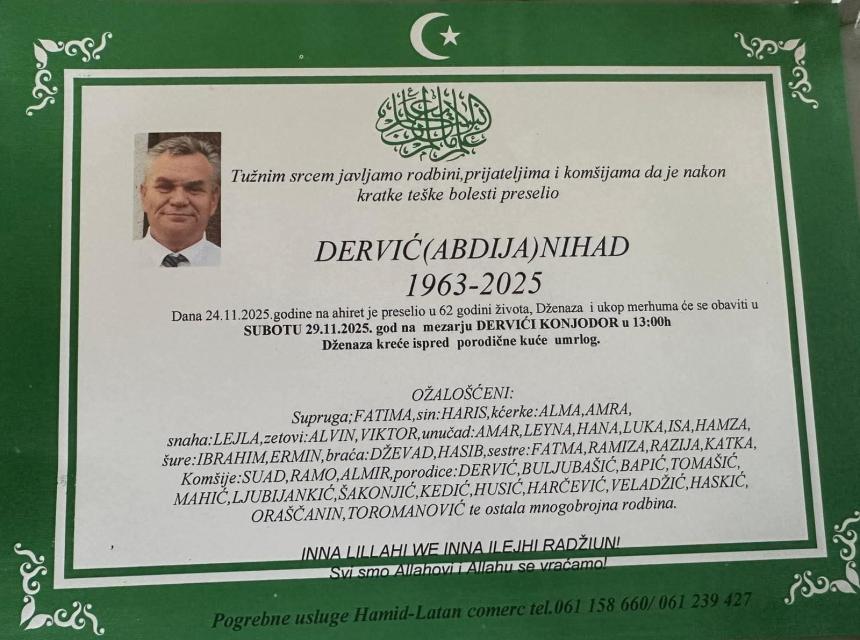 Tužnim srcem javljamo rodbini,prijateljima i komšijama da je nakon
kratke teške bolesti preselio
DERVIĆ(ABDIJA)NIHAD
1963-2025
Dana 24.11.2025.godine na ahiret je preselio u 62 godini života, Dženaza i ukop merhuma će se obaviti u
SUBOTU 29.11.2025. god na mezarju DERVIĆI KONJODOR u 13:00h
Dženaza kreće ispred porodične kuće umrlog.
OŽALOŠĆENI:
Supruga;FATIMA,sin:HARIS,kćerke:ALMA,AMRA,
snaha:LEJLA,zetovi:ALVIN,VIKTOR,unučad:AMAR,LEYNA,HANA,LUKA,ISA,HAMZA,
šure:IBRAHIM,ERMIN,braća:DŽEVAD,HASIB,sestre:FATMA,RAMIZA,RAZIJA,KATKA,
Komšije:SUAD,RAMO,ALMIR,porodice:DERVIĆ,BULJUBAŠIĆ,BAPIĆ,TOMAŠIĆ,
MAHIĆ,LJUBIJANKIĆ,ŠAKONJIĆ,KEDIĆ,HUSIĆ,HARČEVIĆ,VELADŽIĆ,HASKIĆ,
ORAŠČANIN,TOROMANOVIĆ te ostala mnogobrojna rodbina.
INNA LILLAHI WE INNA ILEJHI RADŽIUN!
Svi smo Allahovi i Allahu se vraćamo!
Pogrebne usluge Hamid-Latan comerc tel.061 158 660/ 061 239 427